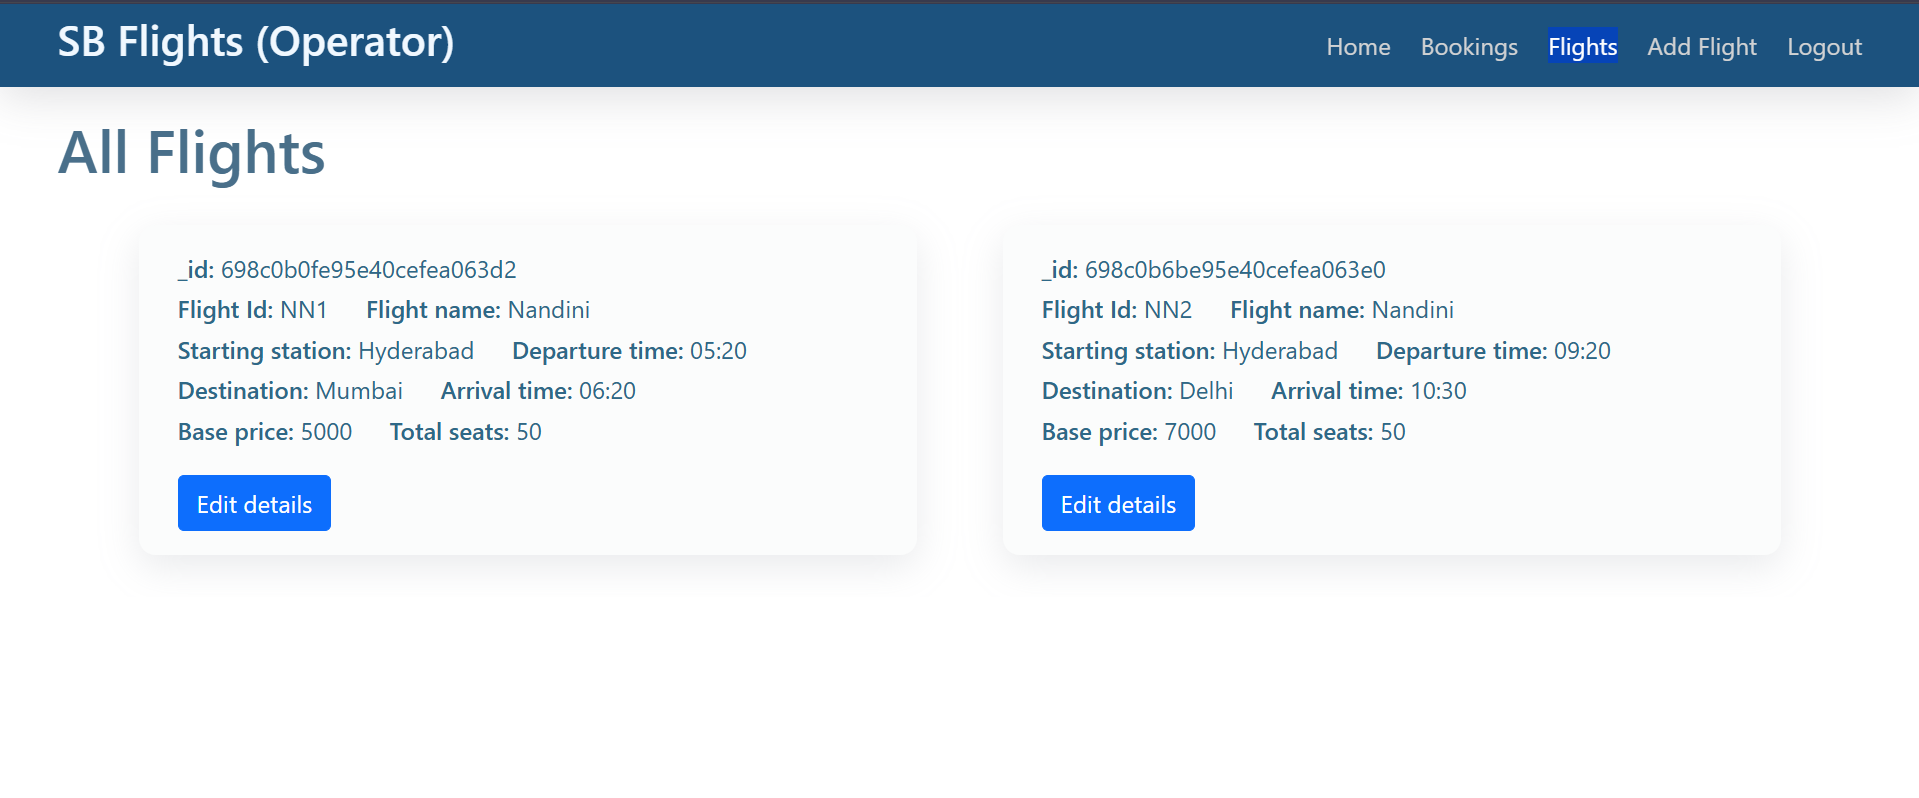 SB Flights (Operator)
Home Bookings Flights Add Flight Logout
All Flights
_id: 698c0b0fe95e40cefea063d2
Flight Id: NN1 Flight name: Nandini
Starting station: Hyderabad Departure time: 05:20
Destination: Mumbai Arrival time: 06:20
Base price: 5000 Total seats: 50
Edit details
_id: 698c0b6be95e40cefea063e0
Flight Id: NN2 Flight name: Nandini
Starting station: Hyderabad Departure time: 09:20
Destination: Delhi Arrival time: 10:30
Base price: 7000 Total seats: 50
Edit details